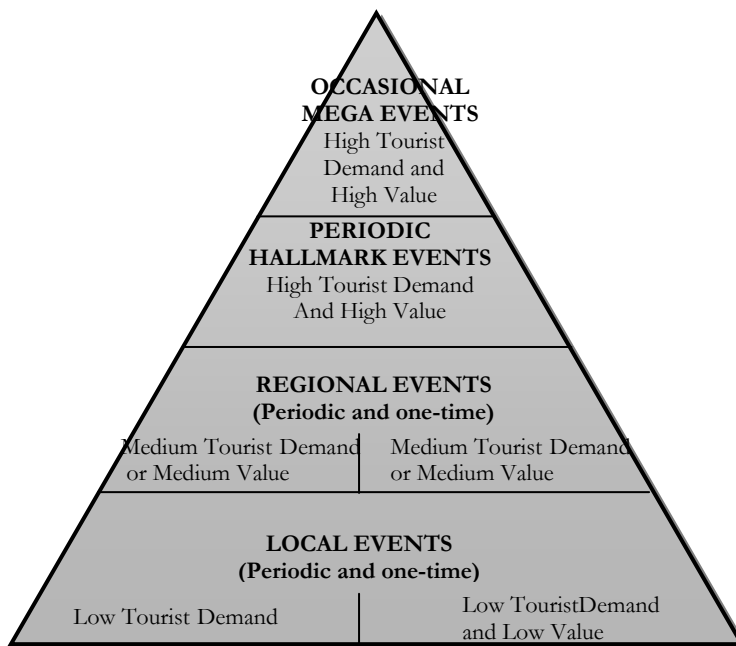 OCCASIONAL
MEGA EVENTS
High Tourist
Demand and
High Value
PERIODIC
HALLMARK EVENTS
High Tourist Demand
And High Value
REGIONAL EVENTS
(Periodic and one-time)
Medium Tourist Demand
or Medium Value
Medium Tourist Demand
or Medium Value
LOCAL EVENTS
(Periodic and one-time)
Low Tourist Demand
Low TouristDemand
and Low Value